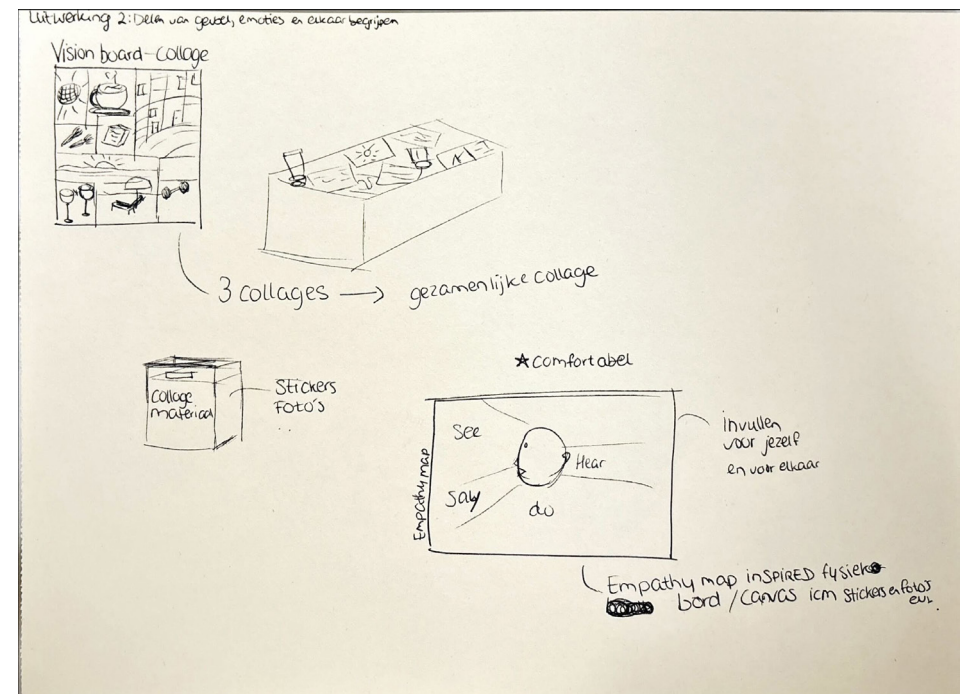 Uitwerking 2: Delen van gevoel, emoties en elkaar begrijpen
Vision board-collage
3 collages → gezamenlijke collage
Collage
materiaal
Stickers
Foto's
..
★comfortabel
Empathy map
See
Hear
Say
do
invullen
voor jezelf
en voor elkaar
Empathy map inSPIRED fysiek
bord / canvas icm stickers en foto's